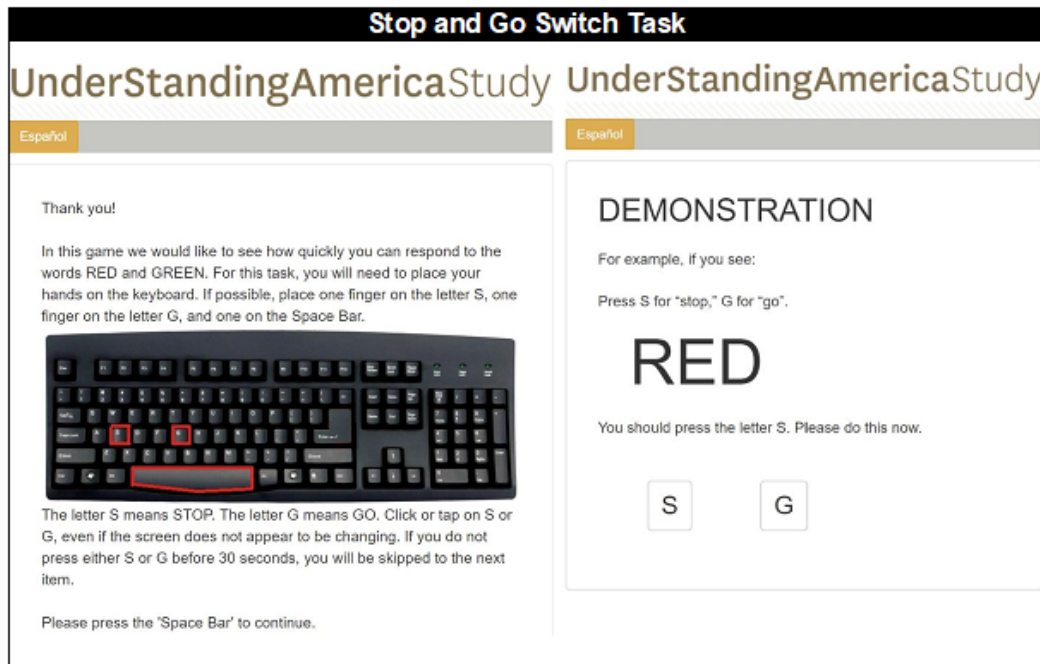 Stop and Go Switch Task
UnderStandingAmericaStudy
Español
Thank you!
In this game we would like to see how quickly you can respond to the
words RED and GREEN. For this task, you will need to place your
hands on the keyboard. If possible, place one finger on the letter S, one
finger on the letter G, and one on the Space Bar.
The letter S means STOP. The letter G means GO. Click or tap on S or
G, even if the screen does not appear to be changing. If you do not
press either S or G before 30 seconds, you will be skipped to the next
item.
Please press the 'Space Bar' to continue.
UnderStandingAmericaStudy
Español
DEMONSTRATION
For example, if you see:
Press S for “stop,” G for “go”.
RED
You should press the letter S. Please do this now.
S
G